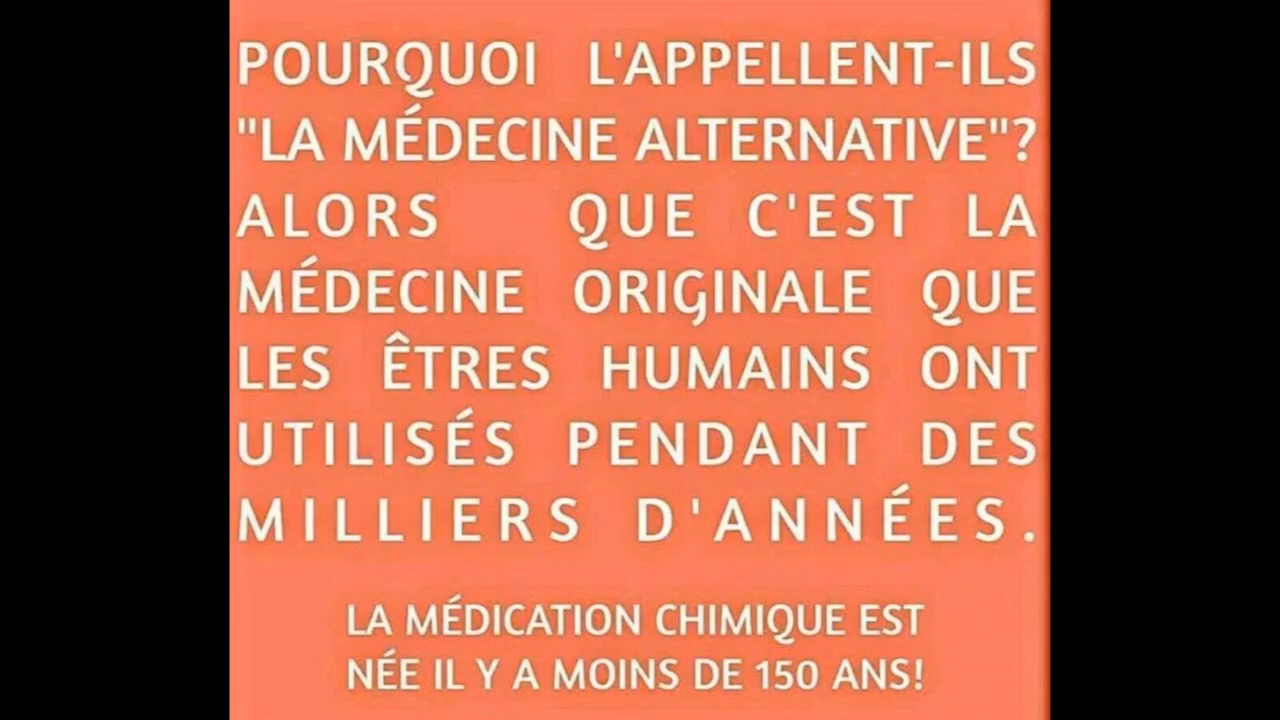 POURQUOI L'APPELLENT-ILS
"LA MÉDECINE ALTERNATIVE"?
ALORS QUE C'EST LA
MÉDECINE ORIGINALE QUE
LES ÊTRES HUMAINS ONT
UTILISÉS PENDANT DES
MILLIERS D'ANNÉES.
LA MÉDICATION CHIMIQUE EST
NÉE IL Y A MOINS DE 150 ANS!